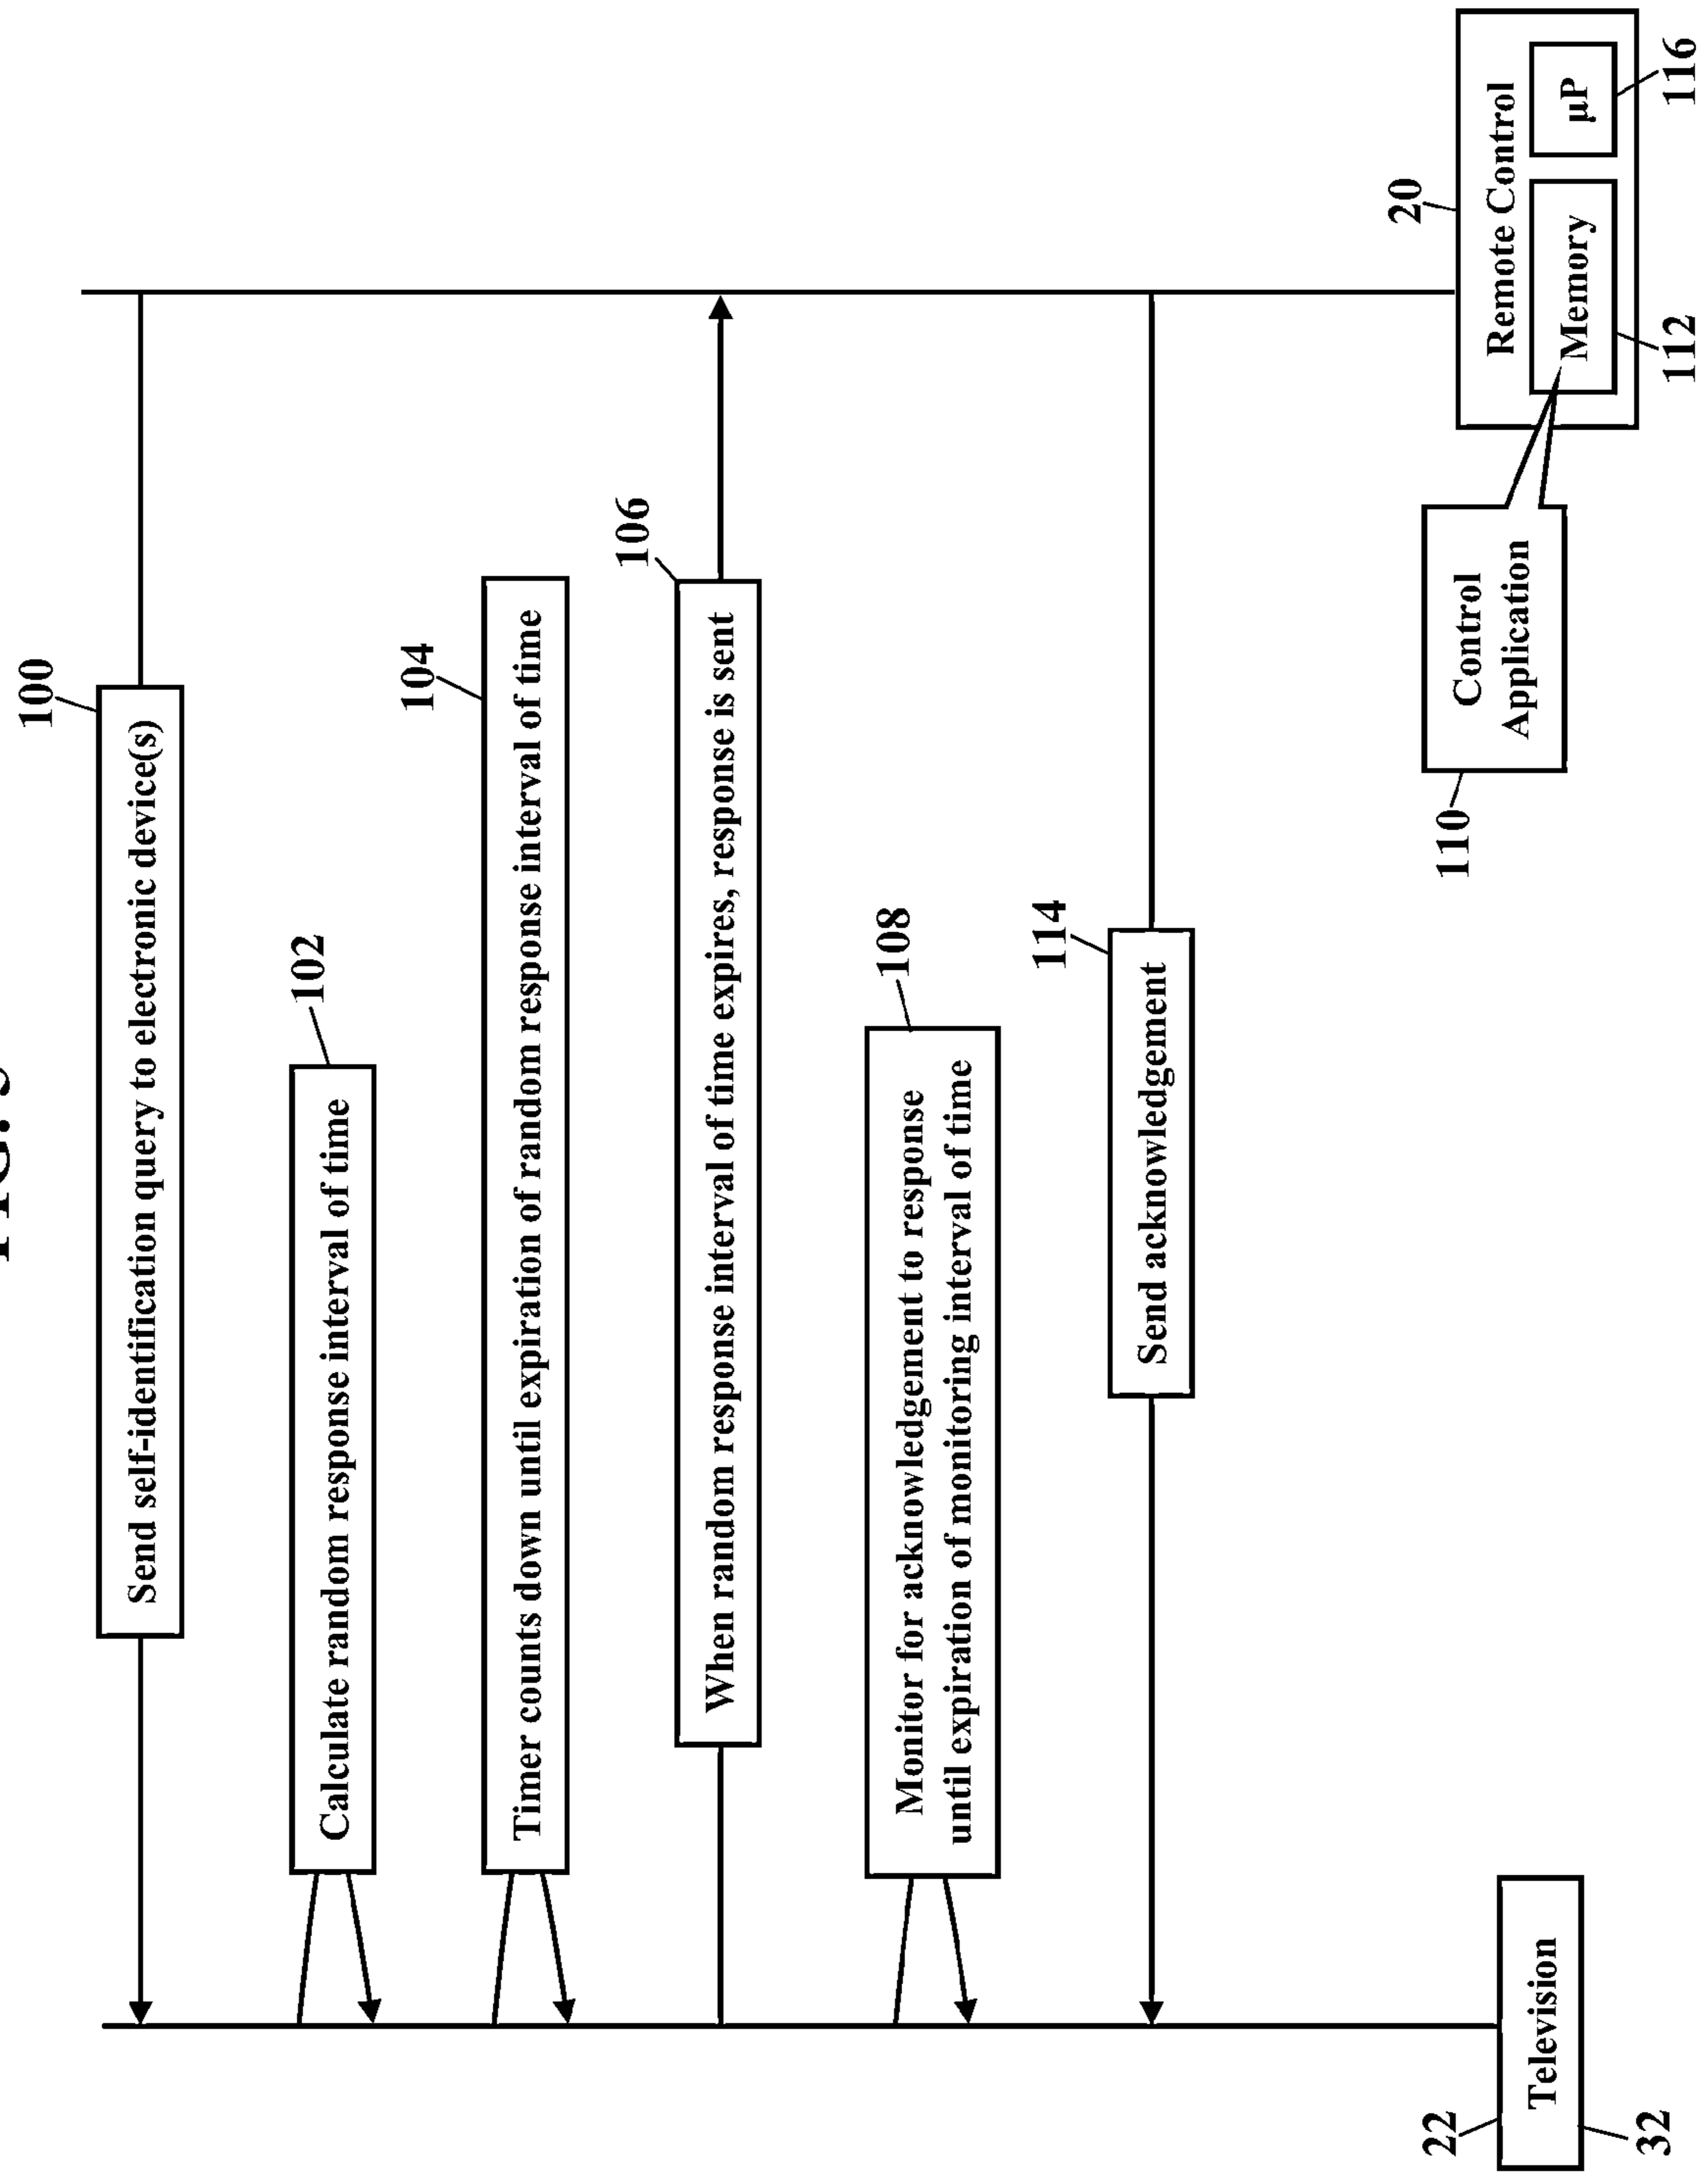 FIG.
100
Send self-identification query to electronic device(s)
102
Calculate random response interval of time
104
Timer counts down until expiration of random response interval of time
106
When random response interval of time expires, response is sent
108
Monitor for acknowledgement to response
until expiration of monitoring interval of time
114
Send acknowledgement
22
Television
32
110
Control
Application
20
Remote Control
Memory
µP
112
116